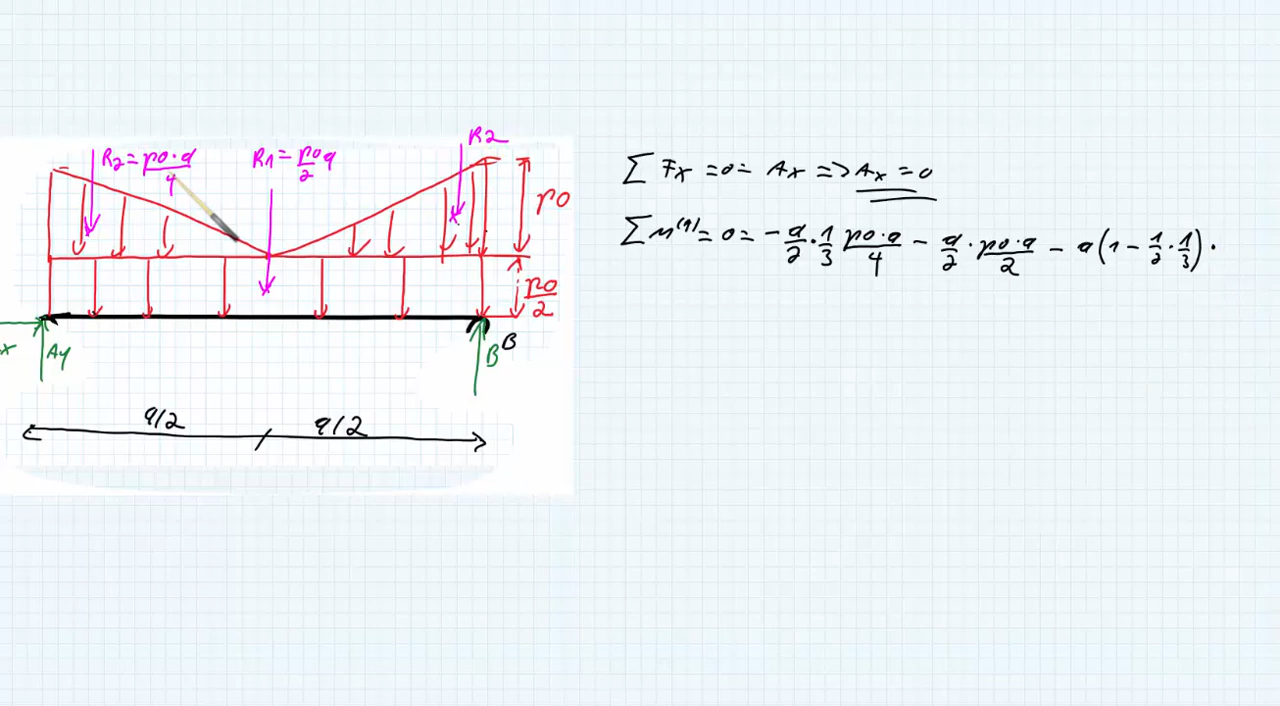 R2
R2 = p0·a/4
R1 = p0/2 a
p0
p0/2
x
Ay
B
B
a/2
a/2
∑ Fx = 0 = Ax => Ax = 0
∑ M(A) = 0 = - a/2 · 1/3 p0·a/4 - a/2 · p0·a/2 - a(1 - 1/2 · 1/3) ·